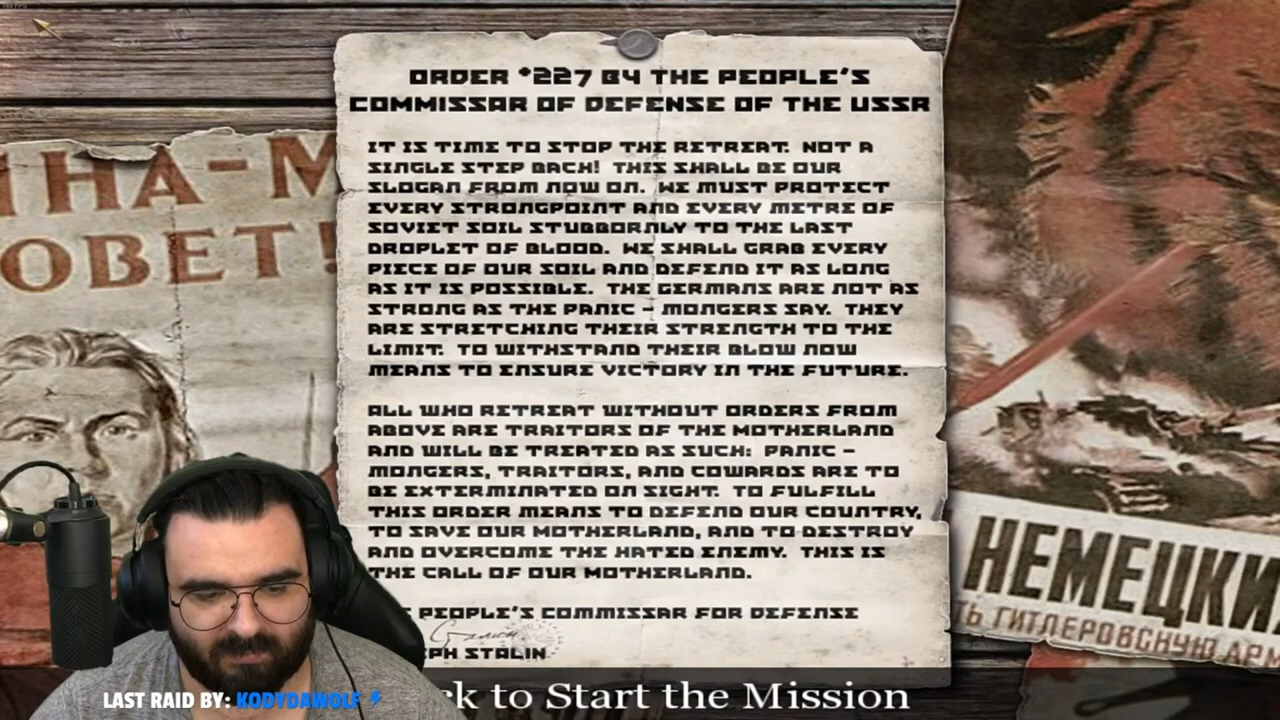 ORDER *227 BY THE PEOPLE'S
COMMISSAR OF DEFENSE OF THE USSR
IT IS TIME TO STOP THE RETREAT. NOT A
SINGLE STEP BACK! THIS SHALL BE OUR
SLOGAN FROM NOW ON. WE MUST PROTECT
EVERY STRONGPOINT AND EVERY METRE OF
SOVIET SOIL STUBBORNLY TO THE LAST
DROPLET OF BLOOD. WE SHALL GRAB EVERY
PIECE OF OUR SOIL AND DEFEND IT AS LONG
AS IT IS POSSIBLE. THE GERMANS ARE NOT AS
STRONG AS THE PANIC - MONGERS SAY. THEY
ARE STRETCHING THEIR STRENGTH TO THE
LIMIT. TO WITHSTAND THEIR BLOW NOW
MEANS TO ENSURE VICTORY IN THE FUTURE.
ALL WHO RETREAT WITHOUT ORDERS FROM
ABOVE ARE TRAITORS OF THE MOTHERLAND
AND WILL BE TREATED AS SUCH: PANIC -
MONGERS, TRAITORS, AND COWARDS ARE TO
BE EXTERMINATED ON SIGHT. TO FULFILL
THIS ORDER MEANS TO DEFEND OUR COUNTRY,
TO SAVE OUR MOTHERLAND, AND TO DESTROY
AND OVERCOME THE HATED ENEMY. THIS IS
THE CALL OF OUR MOTHERLAND.
PEOPLE'S COMMISSAR FOR DEFENSE
PH STALIN
ИНА-М
ОВЕТ!
НЕМЕЦКИ
ТЬ ГИТЛЕРОВСКУЮ АРМ
k to Start the Mission
LAST RAID BY: KODYDAWOLF